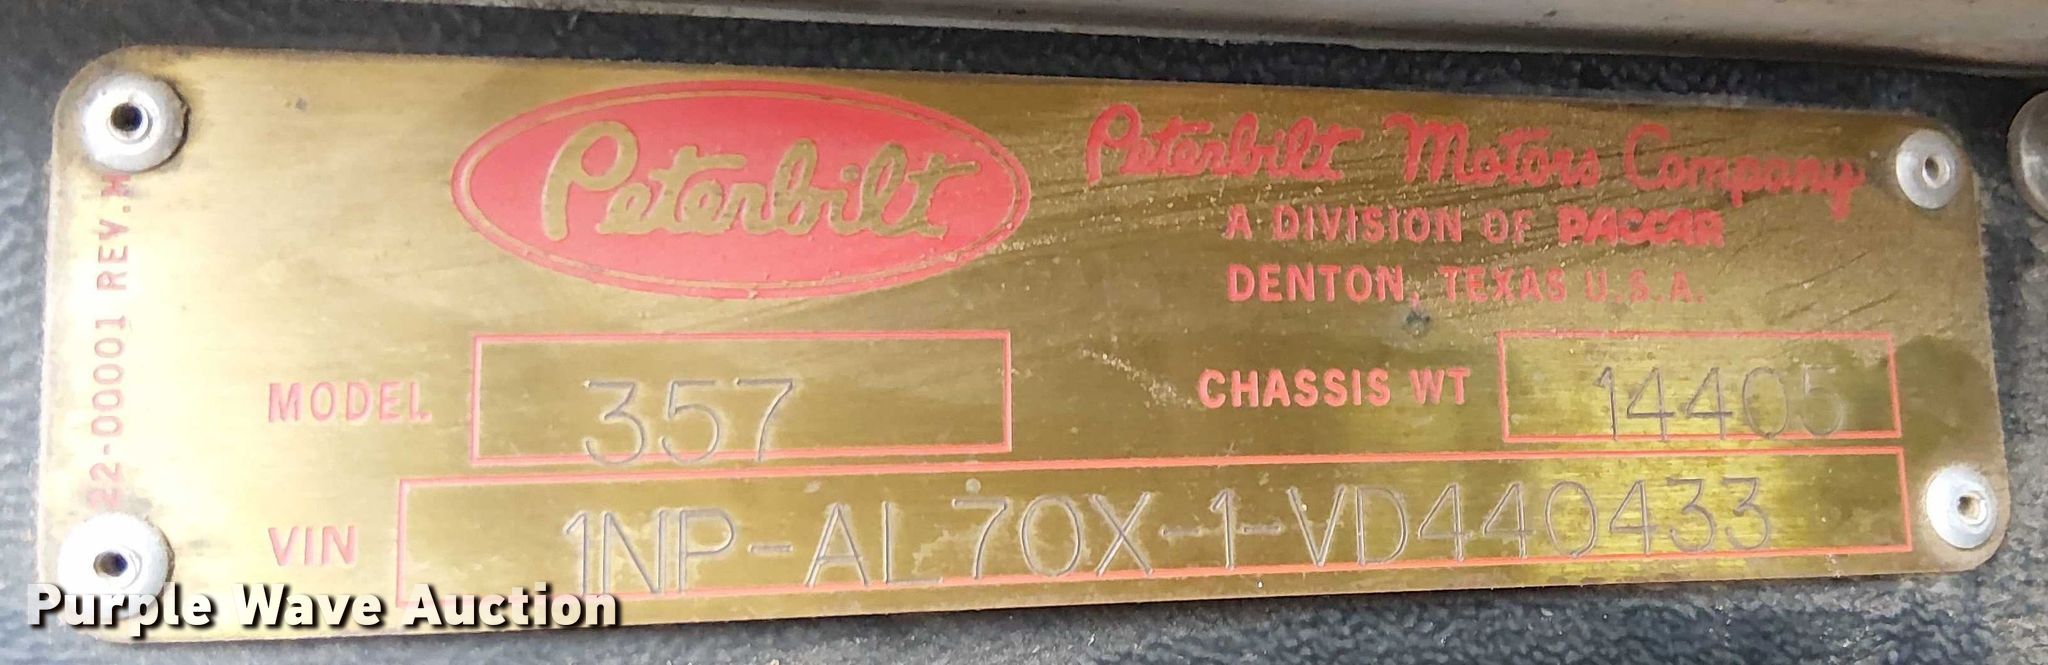 Peterbilt
Peterbilt Motors Company
A DIVISION OF PACCAR
DENTON, TEXAS U.S.A.
22-00001 REV.H
MODEL 357
CHASSIS WT 14405
VIN 1NP-AL70X-1-VD440433
Purple Wave Auction